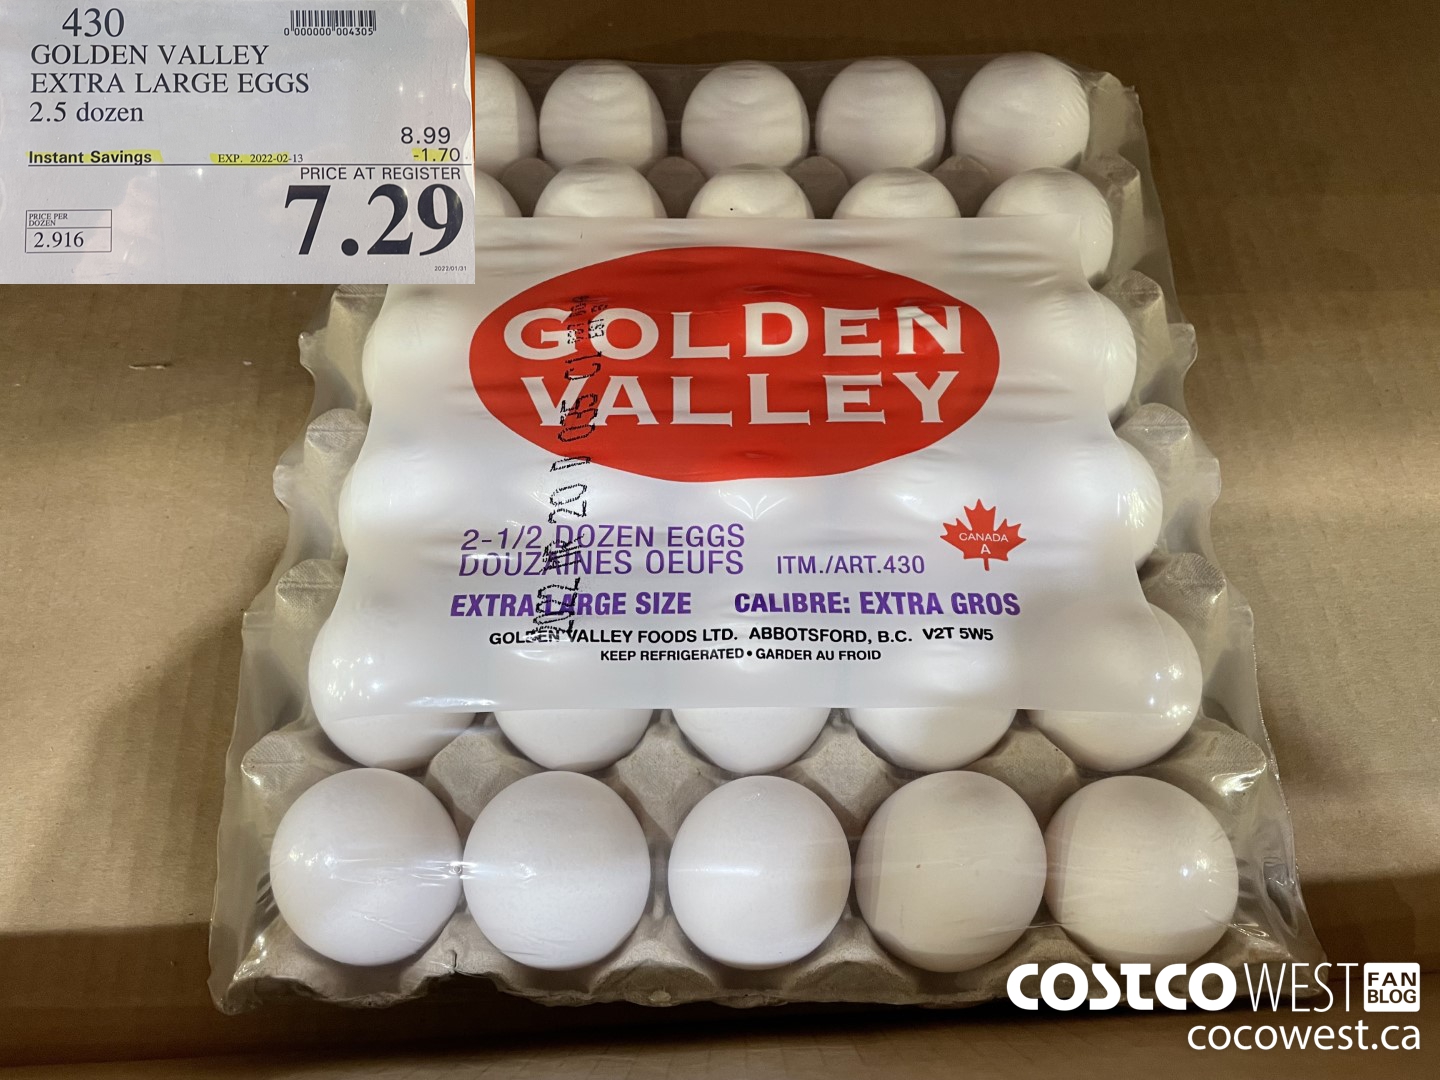 430
0 000000 004305
GOLDEN VALLEY
EXTRA LARGE EGGS
2.5 dozen
8.99
Instant Savings EXP. 2022-02-13 -1.70
PRICE AT REGISTER
7.29
PRICE PER
DOZEN
2.916
2022/01/31
GOLDEN
VALLEY
2-1/2 DOZEN EGGS
DOUZAINES OEUFS ITM./ART.430
CANADA
A
EXTRA LARGE SIZE CALIBRE: EXTRA GROS
GOLDEN VALLEY FOODS LTD. ABBOTSFORD, B.C. V2T 5W5
KEEP REFRIGERATED • GARDER AU FROID
COSTCO WEST FAN BLOG
cocowest.ca